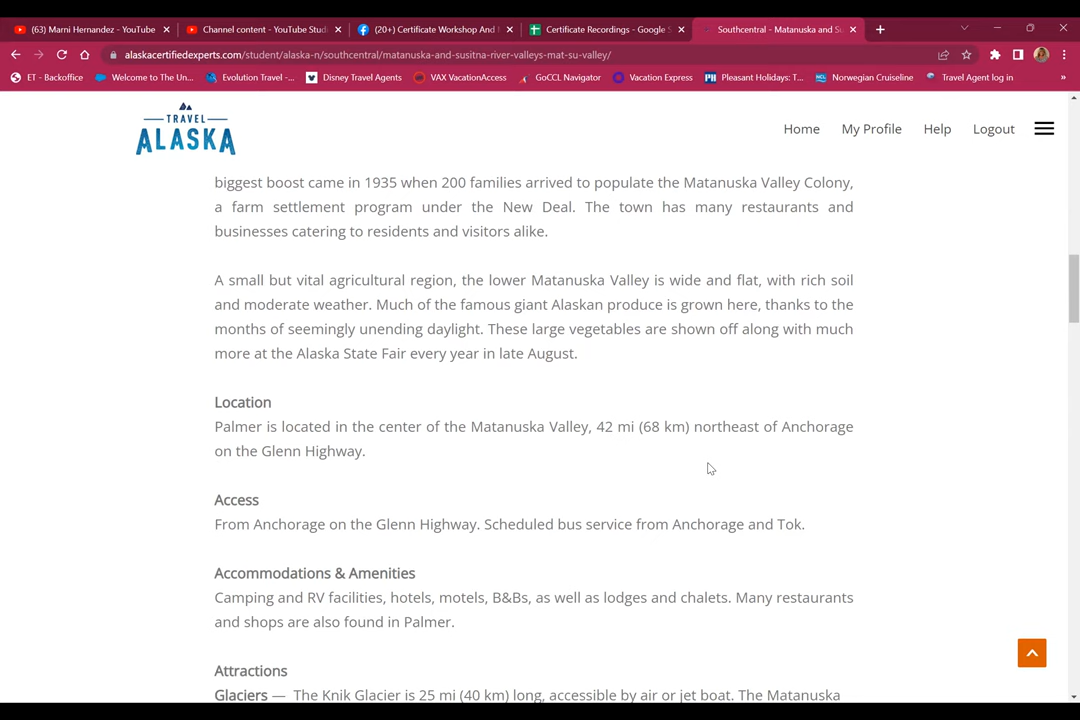 (63) Marni Hernandez - YouTube
Channel content - YouTube Stud
(20+) Certificate Workshop And
Certificate Recordings - Google
Southcentral - Matanuska and Su
alaskacertifiedexperts.com/student/alaska-n/southcentral/matanuska-and-susitna-river-valleys-mat-su-valley/
ET - Backoffice
Welcome to The Un...
Evolution Travel -...
Disney Travel Agents
VAX VacationAccess
GoCCL Navigator
Vacation Express
Pleasant Holidays: T...
Norwegian Cruiseline
Travel Agent log in
TRAVEL
ALASKA
Home
My Profile
Help
Logout
biggest boost came in 1935 when 200 families arrived to populate the Matanuska Valley Colony,
a farm settlement program under the New Deal. The town has many restaurants and
businesses catering to residents and visitors alike.
A small but vital agricultural region, the lower Matanuska Valley is wide and flat, with rich soil
and moderate weather. Much of the famous giant Alaskan produce is grown here, thanks to the
months of seemingly unending daylight. These large vegetables are shown off along with much
more at the Alaska State Fair every year in late August.
Location
Palmer is located in the center of the Matanuska Valley, 42 mi (68 km) northeast of Anchorage
on the Glenn Highway.
Access
From Anchorage on the Glenn Highway. Scheduled bus service from Anchorage and Tok.
Accommodations & Amenities
Camping and RV facilities, hotels, motels, B&Bs, as well as lodges and chalets. Many restaurants
and shops are also found in Palmer.
Attractions
Glaciers — The Knik Glacier is 25 mi (40 km) long, accessible by air or jet boat. The Matanuska